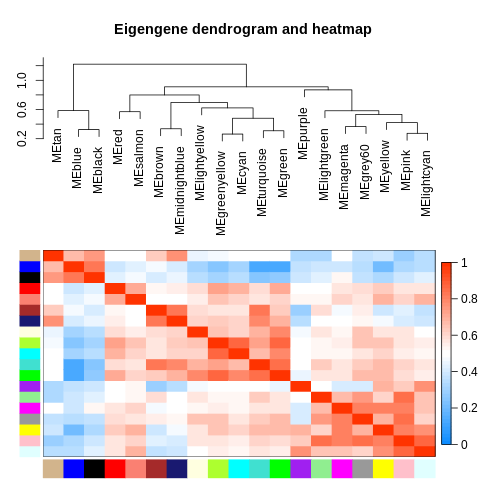 Eigengene dendrogram and heatmap
1.0
0.6
0.2
MEtan
MEblue
MEblack
MEred
MEsalmon
MEbrown
MEmidnightblue
MElightyellow
MEgreenyellow
MEcyan
MEturquoise
MEgreen
MEpurple
MElightgreen
MEmagenta
MEgrey60
MEyellow
MEpink
MElightcyan
1
0.8
0.6
0.4
0.2
0